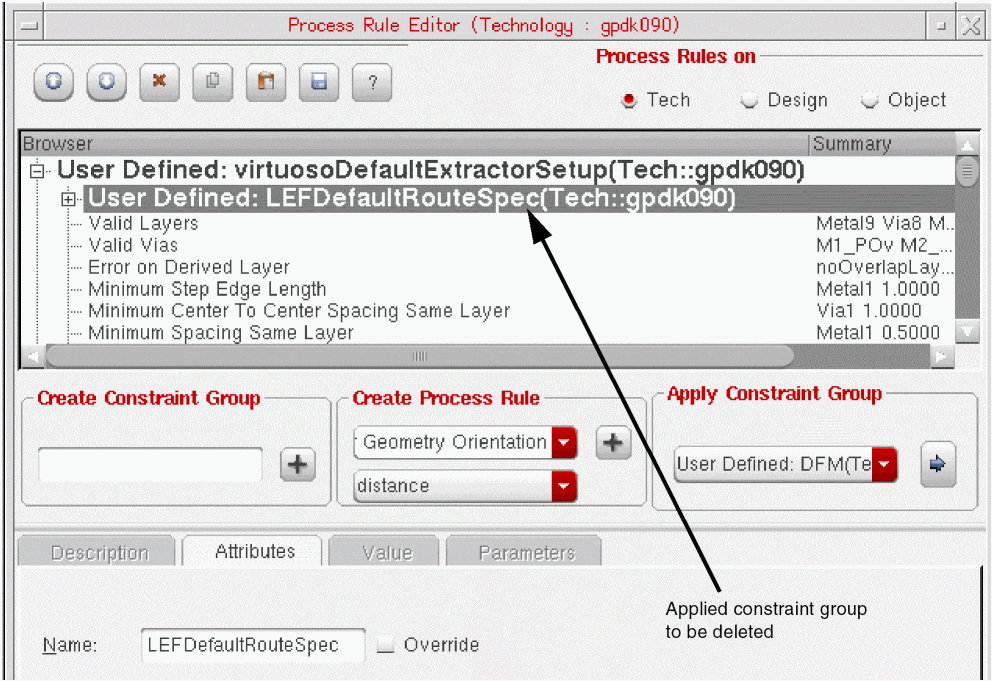 Process Rule Editor (Technology : gpdk090)
Process Rules on
?
Tech Design Object
Browser Summary
User Defined: virtuosoDefaultExtractorSetup(Tech::gpdk090)
User Defined: LEFDefaultRouteSpec(Tech::gpdk090)
Valid Layers Metal9 Via8 M..
Valid Vias M1_POv M2_...
Error on Derived Layer noOverlapLay...
Minimum Step Edge Length Metal1 1.0000
Minimum Center To Center Spacing Same Layer Via1 1.0000
Minimum Spacing Same Layer Metal1 0.5000
Create Constraint Group Create Process Rule Apply Constraint Group
Geometry Orientation
User Defined: DFM(Te
distance
Description Attributes Value Parameters
Applied constraint group
to be deleted
Name: LEFDefaultRouteSpec Override